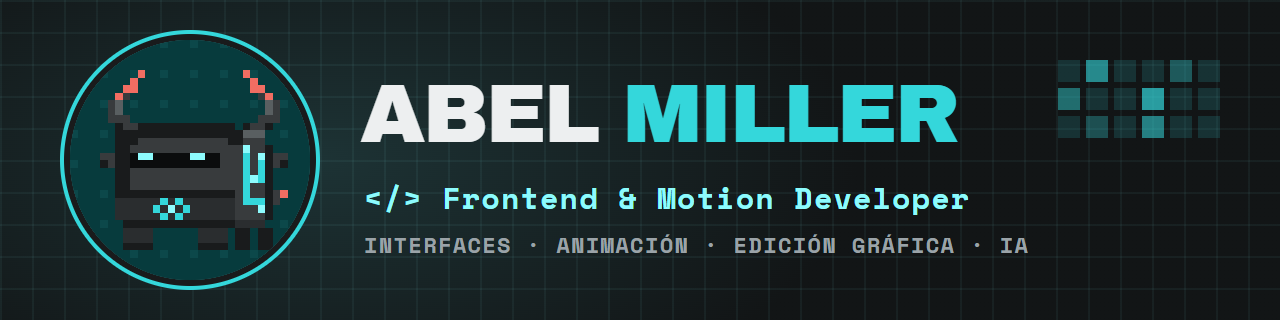 ABEL MILLER
</> Frontend & Motion Developer
INTERFACES · ANIMACIÓN · EDICIÓN GRÁFICA · IA